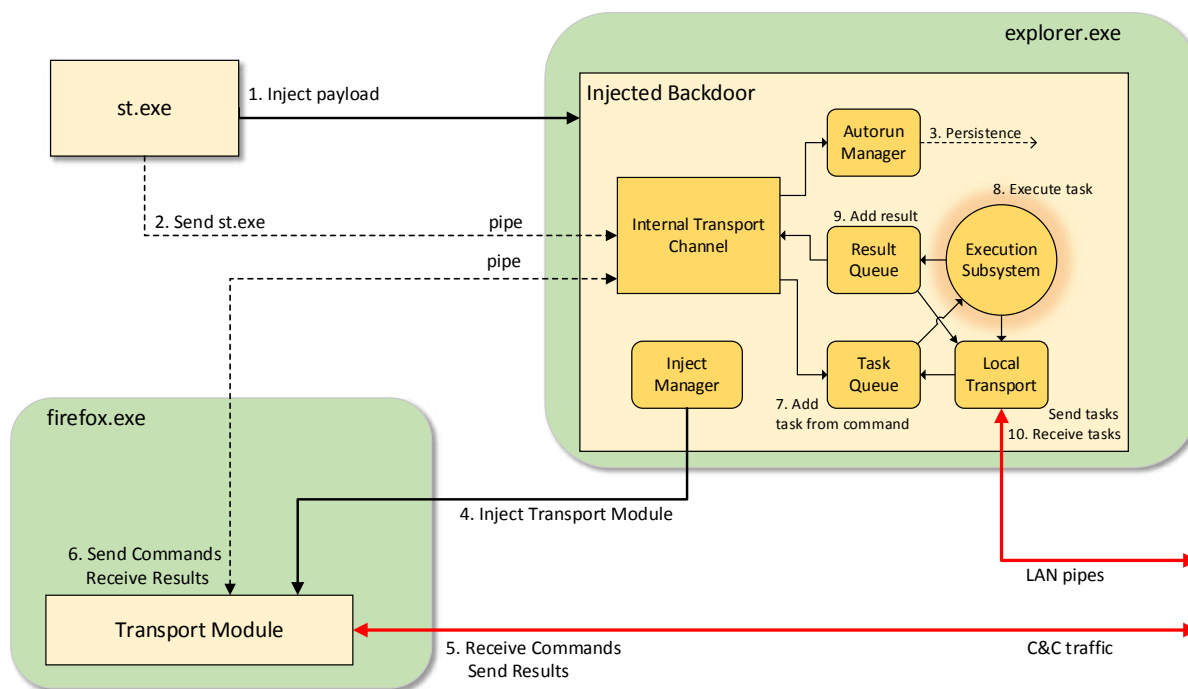 explorer.exe
st.exe
1. Inject payload
Injected Backdoor
Autorun
Manager
3. Persistence
8. Execute task
2. Send st.exe
pipe
Internal Transport
Channel
9. Add result
Result
Queue
Execution
Subsystem
pipe
Inject
Manager
Task
Queue
Local
Transport
7. Add
task from command
Send tasks
10. Receive tasks
firefox.exe
4. Inject Transport Module
6. Send Commands
Receive Results
LAN pipes
Transport Module
5. Receive Commands
Send Results
C&C traffic